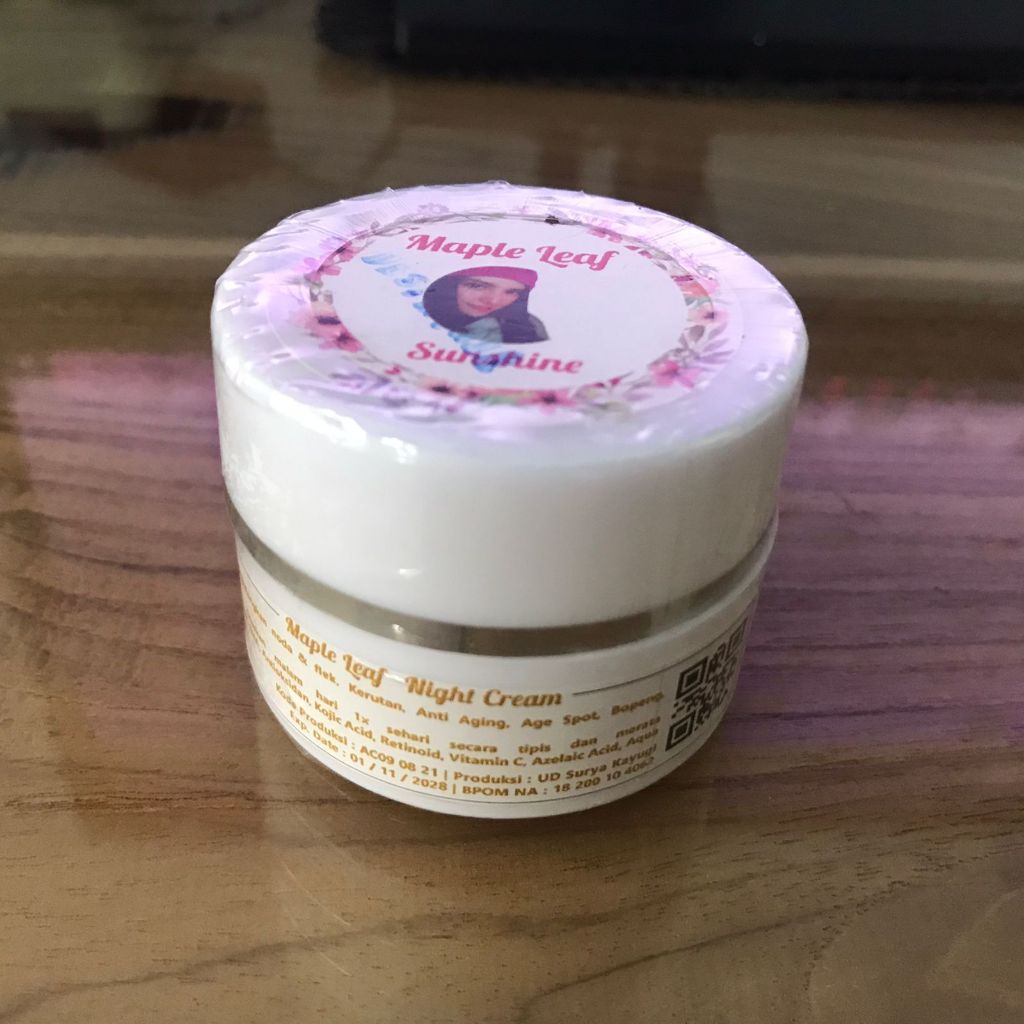 Maple Leaf
Sunshine
Maple Leaf Night Cream
noda & flek, Kerutan, Anti Aging, Age Spot, Bopeng,
malam hari 1x sehari secara tipis dan merata
Kojic Acid, Retinoid, Vitamin C, Azelaic Acid, Aqua
Kode Produksi : AC09 08 21 | Produksi : UD Surya Kayugi
Exp. Date : 01 / 11 / 2028 | BPOM NA : 18 200 10 4062